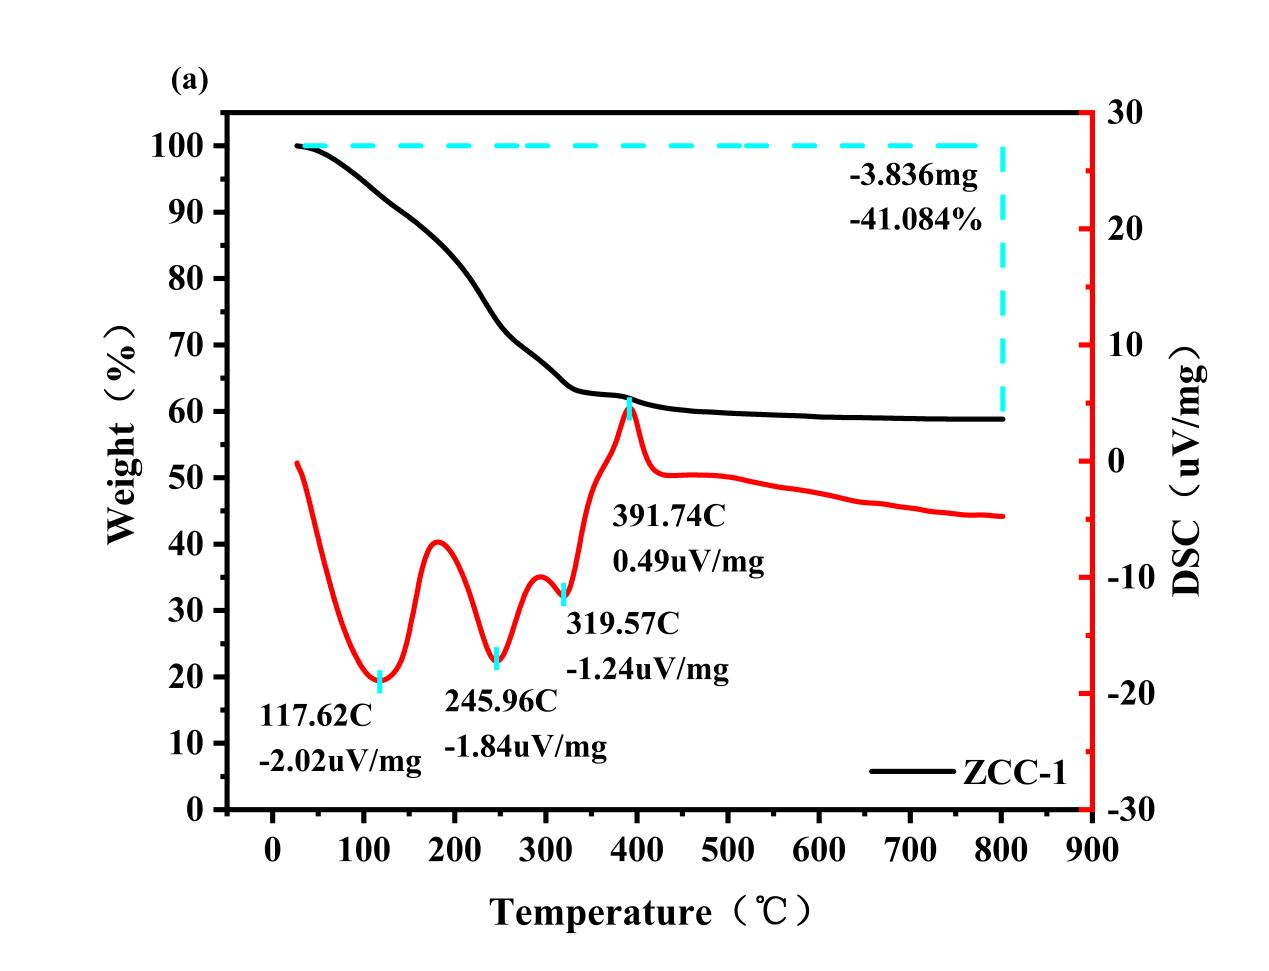 (a)
100
90
80
70
60
50
40
30
20
10
0
Weight（%）
30
20
10
0
-10
-20
-30
DSC（uV/mg）
-3.836mg
-41.084%
391.74C
0.49uV/mg
319.57C
-1.24uV/mg
245.96C
-1.84uV/mg
117.62C
-2.02uV/mg
ZCC-1
0 100 200 300 400 500 600 700 800 900
Temperature（℃）